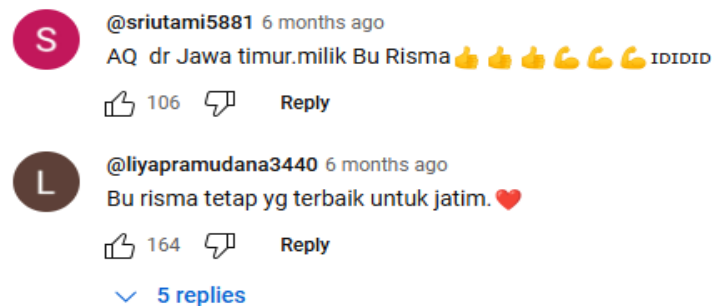 S
@sriutami5881 6 months ago
AQ dr Jawa timur.milik Bu Risma👍👍👍💪💪💪🇮🇩🇮🇩🇮🇩
106 Reply
L
@liyapramudana3440 6 months ago
Bu risma tetap yg terbaik untuk jatim.❤️
164 Reply
5 replies